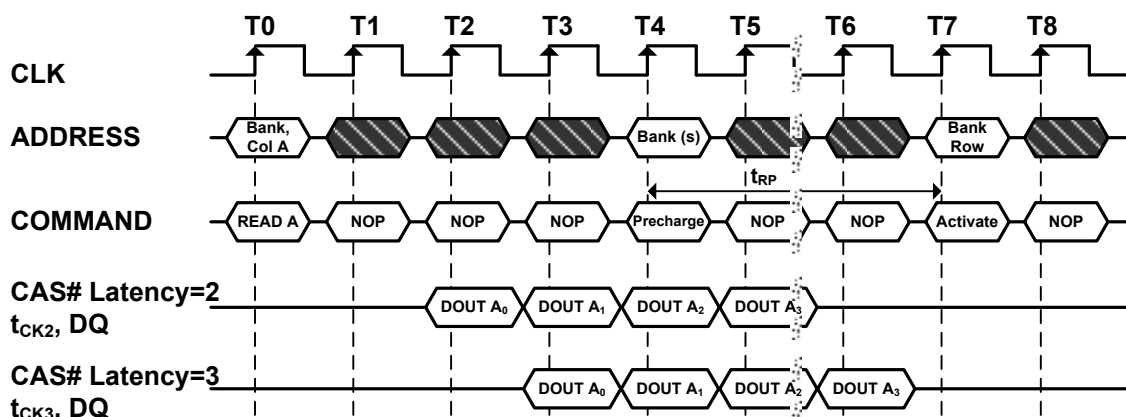 T0 T1 T2 T3 T4 T5 T6 T7 T8
CLK
ADDRESS
Bank, Col A
Bank (s)
Bank Row
tRP
COMMAND
READ A NOP NOP NOP Precharge NOP NOP Activate NOP
CAS# Latency=2
tCK2, DQ
DOUT A0 DOUT A1 DOUT A2 DOUT A3
CAS# Latency=3
tCK3, DQ
DOUT A0 DOUT A1 DOUT A2 DOUT A3